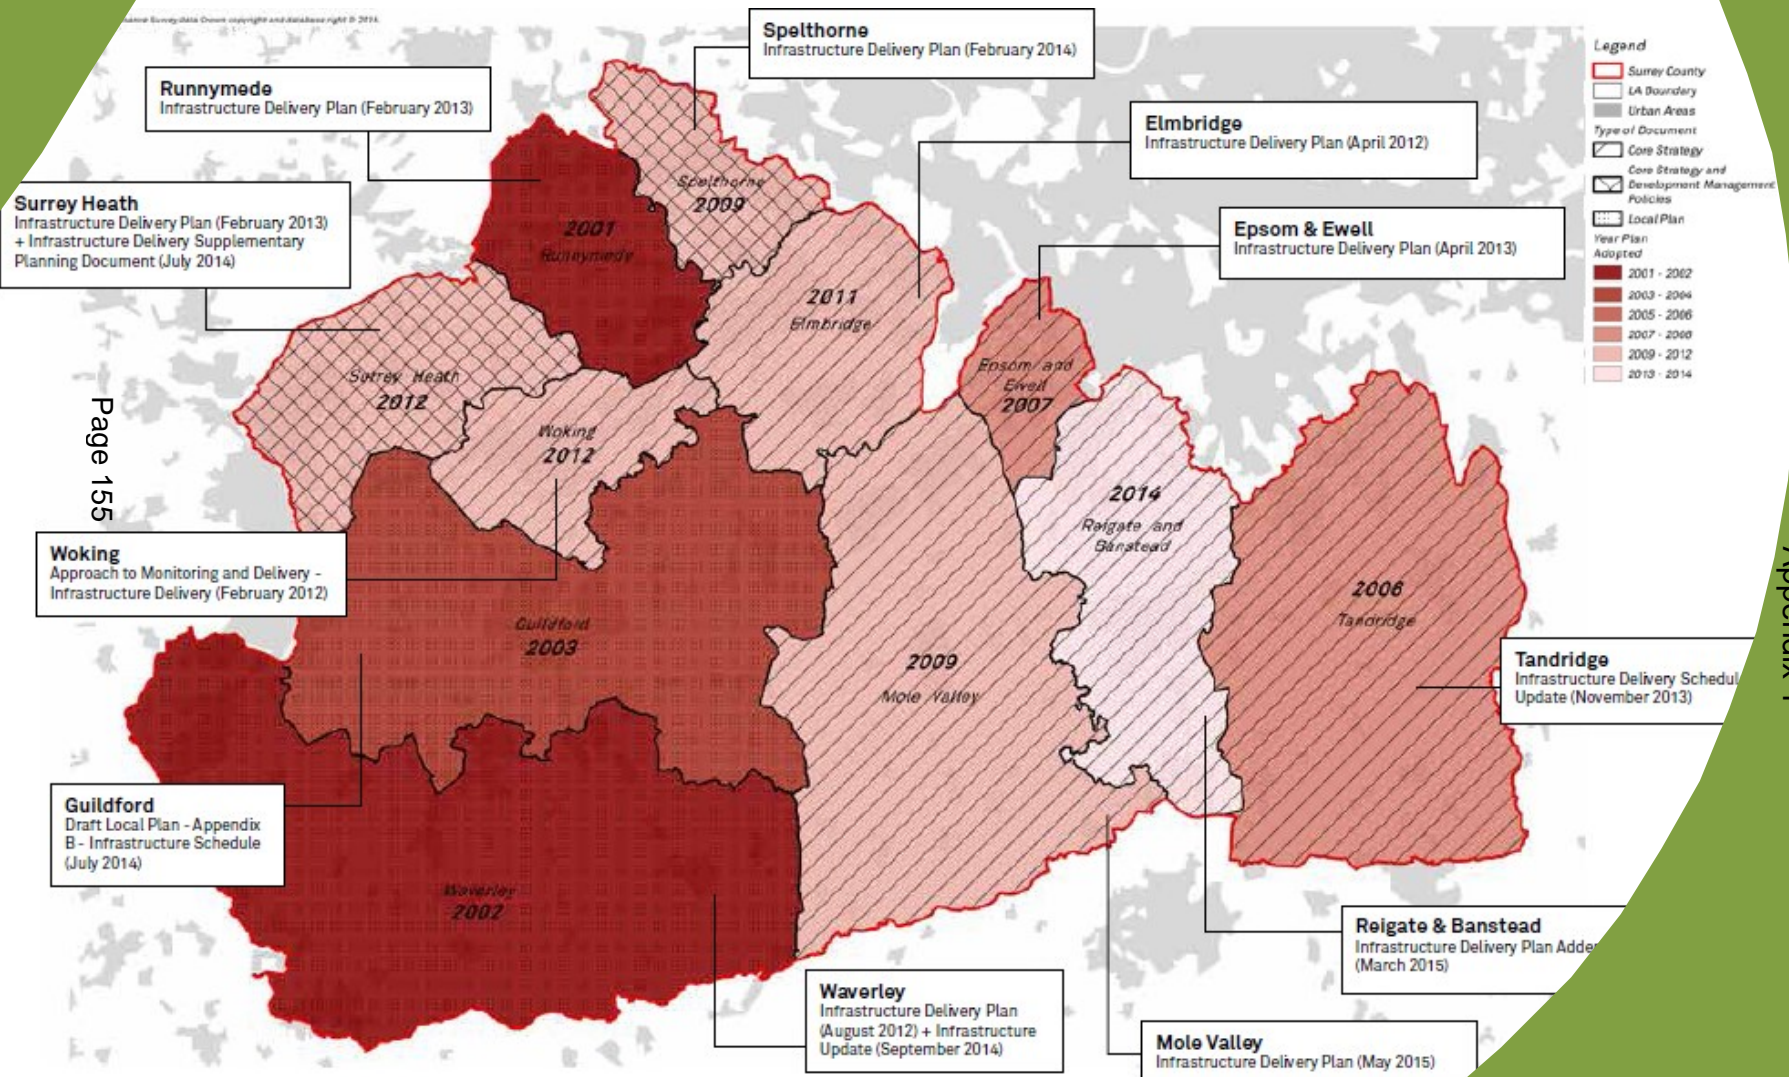 Survey data Crown copyright and database right © 2014.
Spelthorne
Infrastructure Delivery Plan (February 2014)
Runnymede
Infrastructure Delivery Plan (February 2013)
Elmbridge
Infrastructure Delivery Plan (April 2012)
Surrey Heath
Infrastructure Delivery Plan (February 2013)
+ Infrastructure Delivery Supplementary
Planning Document (July 2014)
Epsom & Ewell
Infrastructure Delivery Plan (April 2013)
Legend
Surrey County
LA Boundary
Urban Areas
Type of Document
Core Strategy
Core Strategy and
Development Management
Policies
Local Plan
Year Plan
Adopted
2001 - 2002
2003 - 2004
2005 - 2006
2007 - 2008
2009 - 2012
2013 - 2014
Spelthorne
2009
2001
Runnymede
2011
Elmbridge
Surrey Heath
2012
Epsom and
Ewell
2007
Woking
2012
2014
Reigate and
Banstead
Page 155
Woking
Approach to Monitoring and Delivery -
Infrastructure Delivery (February 2012)
Guildford
2003
2009
Mole Valley
Tandridge
Tandridge
Infrastructure Delivery
Update (November 2013)
Guildford
Draft Local Plan - Appendix
B - Infrastructure Schedule
(July 2014)
Waverley
2002
Reigate & Banstead
Infrastructure Delivery Plan
(March 2015)
Waverley
Infrastructure Delivery Plan
(August 2012) + Infrastructure
Update (September 2014)
Mole Valley
Infrastructure Delivery Plan (May 2015)